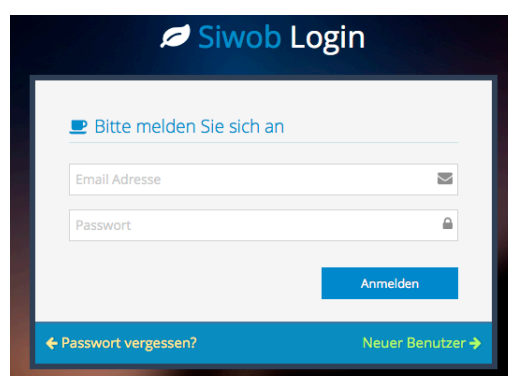 Siwob Login
Bitte melden Sie sich an
Email Adresse
Passwort
Anmelden
Passwort vergessen?
Neuer Benutzer